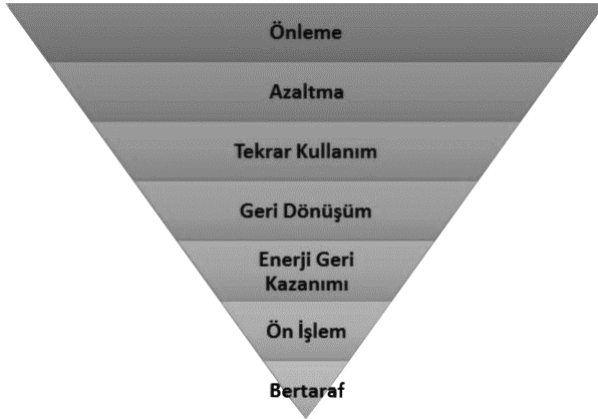 Önleme
Azaltma
Tekrar Kullanım
Geri Dönüşüm
Enerji Geri
Kazanımı
Ön İşlem
Bertaraf